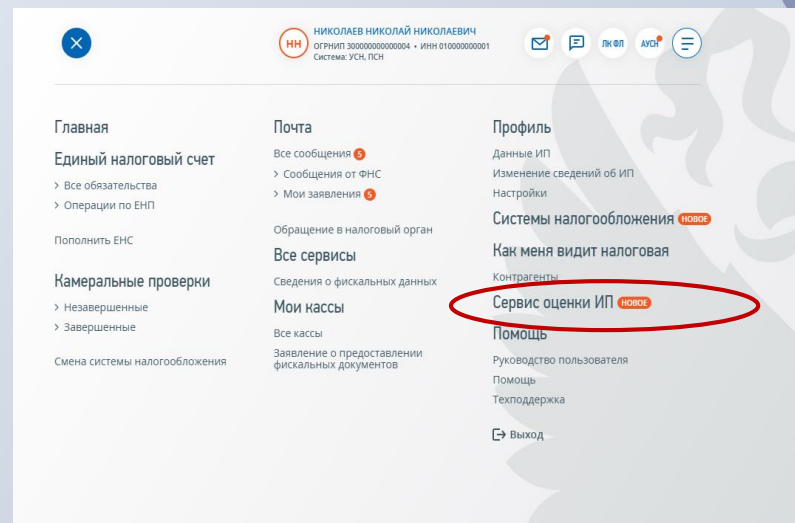 НН
НИКОЛАЕВ НИКОЛАЙ НИКОЛАЕВИЧ
ОГРНИП 300000000000004 • ИНН 010000000001
Система: УСН, ПСН
ЛК ФЛ
АУСН
Главная
Единый налоговый счет
> Все обязательства
> Операции по ЕНП
Пополнить ЕНС
Камеральные проверки
> Незавершенные
> Завершенные
Смена системы налогообложения
Почта
Все сообщения 5
> Сообщения от ФНС
> Мои заявления 5
Обращение в налоговый орган
Все сервисы
Сведения о фискальных данных
Мои кассы
Все кассы
Заявление о предоставлении
фискальных документов
Профиль
Данные ИП
Изменение сведений об ИП
Настройки
Системы налогообложения НОВОЕ
Как меня видит налоговая
Контрагенты
Сервис оценки ИП НОВОЕ
Помощь
Руководство пользователя
Помощь
Техподдержка
Выход